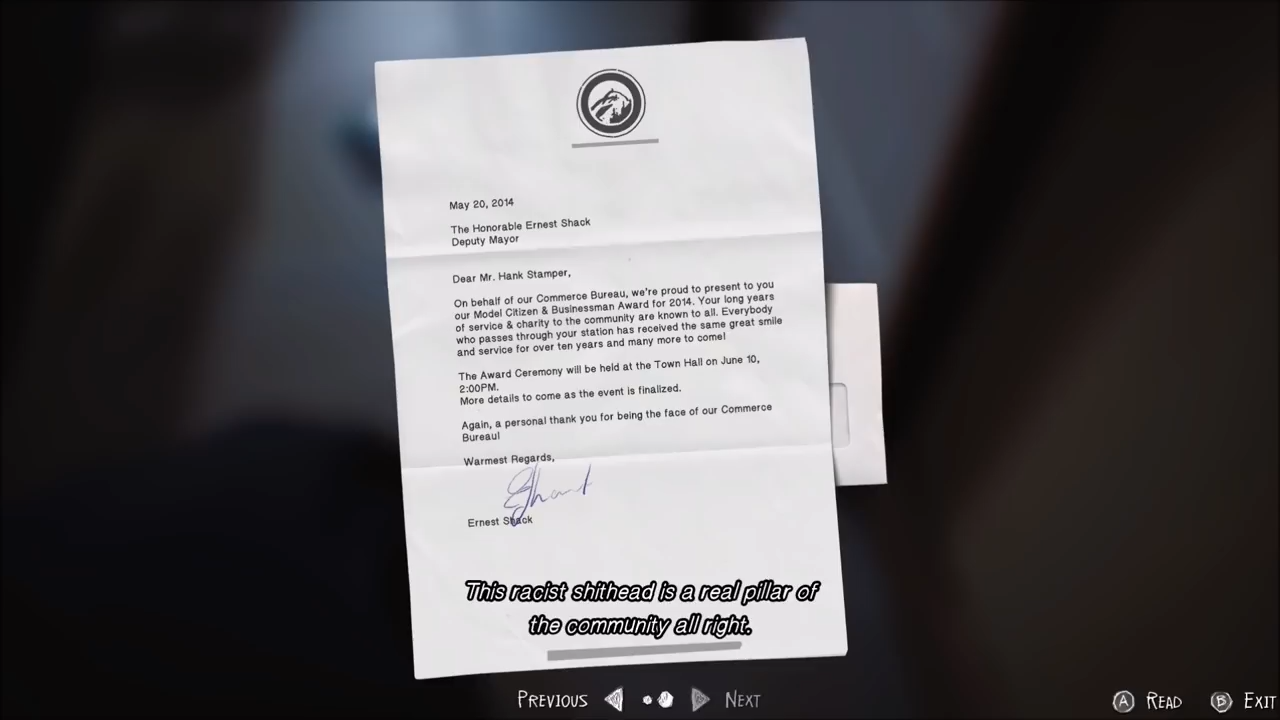 May 20, 2014
The Honorable Ernest Shack
Deputy Mayor
Dear Mr. Hank Stamper,
On behalf of our Commerce Bureau, we're proud to present to you
our Model Citizen & Businessman Award for 2014. Your long years
of service & charity to the community are known to all. Everybody
who passes through your station has received the same great smile
and service for over ten years and many more to come!
The Award Ceremony will be held at the Town Hall on June 10,
2:00PM.
More details to come as the event is finalized.
Again, a personal thank you for being the face of our Commerce
Bureau!
Warmest Regards,
Ernest Shack
This racist shithead is a real pillar of
the community all right.
PREVIOUS NEXT
A READ B EXIT